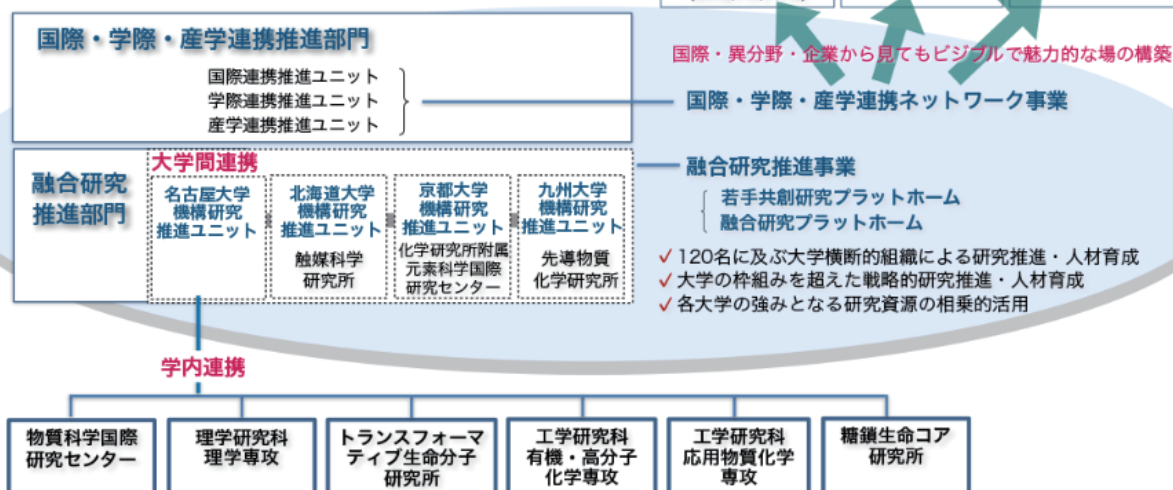 国際・学際・産学連携推進部門
国際連携推進ユニット
学際連携推進ユニット
産学連携推進ユニット
国際・異分野・企業から見てもビジブルで魅力的な場の構築
国際・学際・産学連携ネットワーク事業
融合研究
推進部門
大学間連携
名古屋大学
機構研究
推進ユニット
北海道大学
機構研究
推進ユニット
触媒科学
研究所
京都大学
機構研究
推進ユニット
化学研究所附属
元素科学国際
研究センター
九州大学
機構研究
推進ユニット
先導物質
化学研究所
融合研究推進事業
若手共創研究プラットホーム
融合研究プラットホーム
✓120名に及ぶ大学横断的組織による研究推進・人材育成
✓大学の枠組みを超えた戦略的研究推進・人材育成
✓各大学の強みとなる研究資源の相乗的活用
学内連携
物質科学国際
研究センター
理学研究科
理学専攻
トランスフォーマ
ティブ生命分子
研究所
工学研究科
有機・高分子
化学専攻
工学研究科
応用物質化学
専攻
糖鎖生命コア
研究所